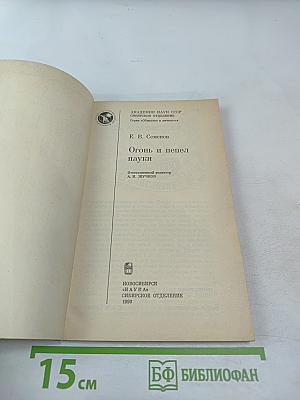 АКАДЕМИЯ НАУК СССР
СИБИРСКОЕ ОТДЕЛЕНИЕ
Серия «Общество и личность»
Е. В. Семенов
Огонь и пепел
науки
Ответственный редактор
НОВОСИБИРСК
«НАУКА»
СИБИРСКОЕ ОТДЕЛЕНИЕ
1990
15 см
БФ БИБЛИОФАН